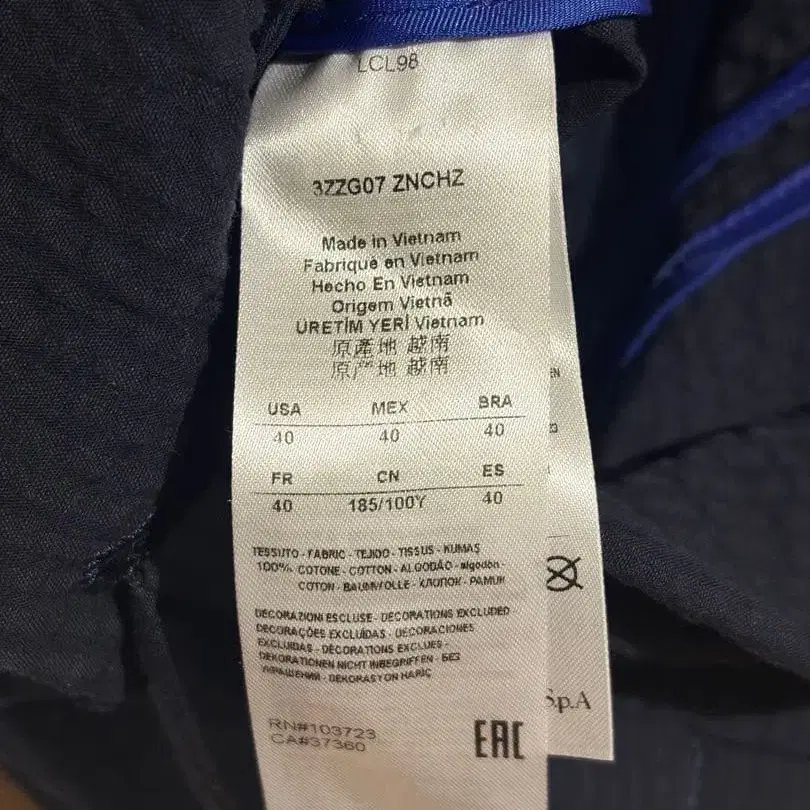 LCL98
3ZZG07 ZNCHZ
Made in Vietnam
Fabriqué en Vietnam
Hecho En Vietnam
Origem Vietnã
ÜRETİM YERİ Vietnam
原產地 越南
原产地 越南
USA MEX BRA
40 40 40
FR CN ES
40 185/100Y 40
TESSUTO - FABRIC - TEJIDO - TISSUS - KUMAŞ
100% COTONE - COTTON - ALGODÃO - algodón -
COTON - BAUMWOLLE - ХЛОПОК - PAMUK
DECORAZIONI ESCLUSE - DECORATIONS EXCLUDED
DECORAÇÕES EXCLUÍDAS - DECORACIONES
EXCLUIDAS - DÉCORATIONS EXCLUES -
DEKORATIONEN NICHT INBEGRIFFEN - БЕЗ
УКРАШЕНИЙ - DEKORASYON HARİÇ
RN#103723
CA#37360
EAC
S.p.A